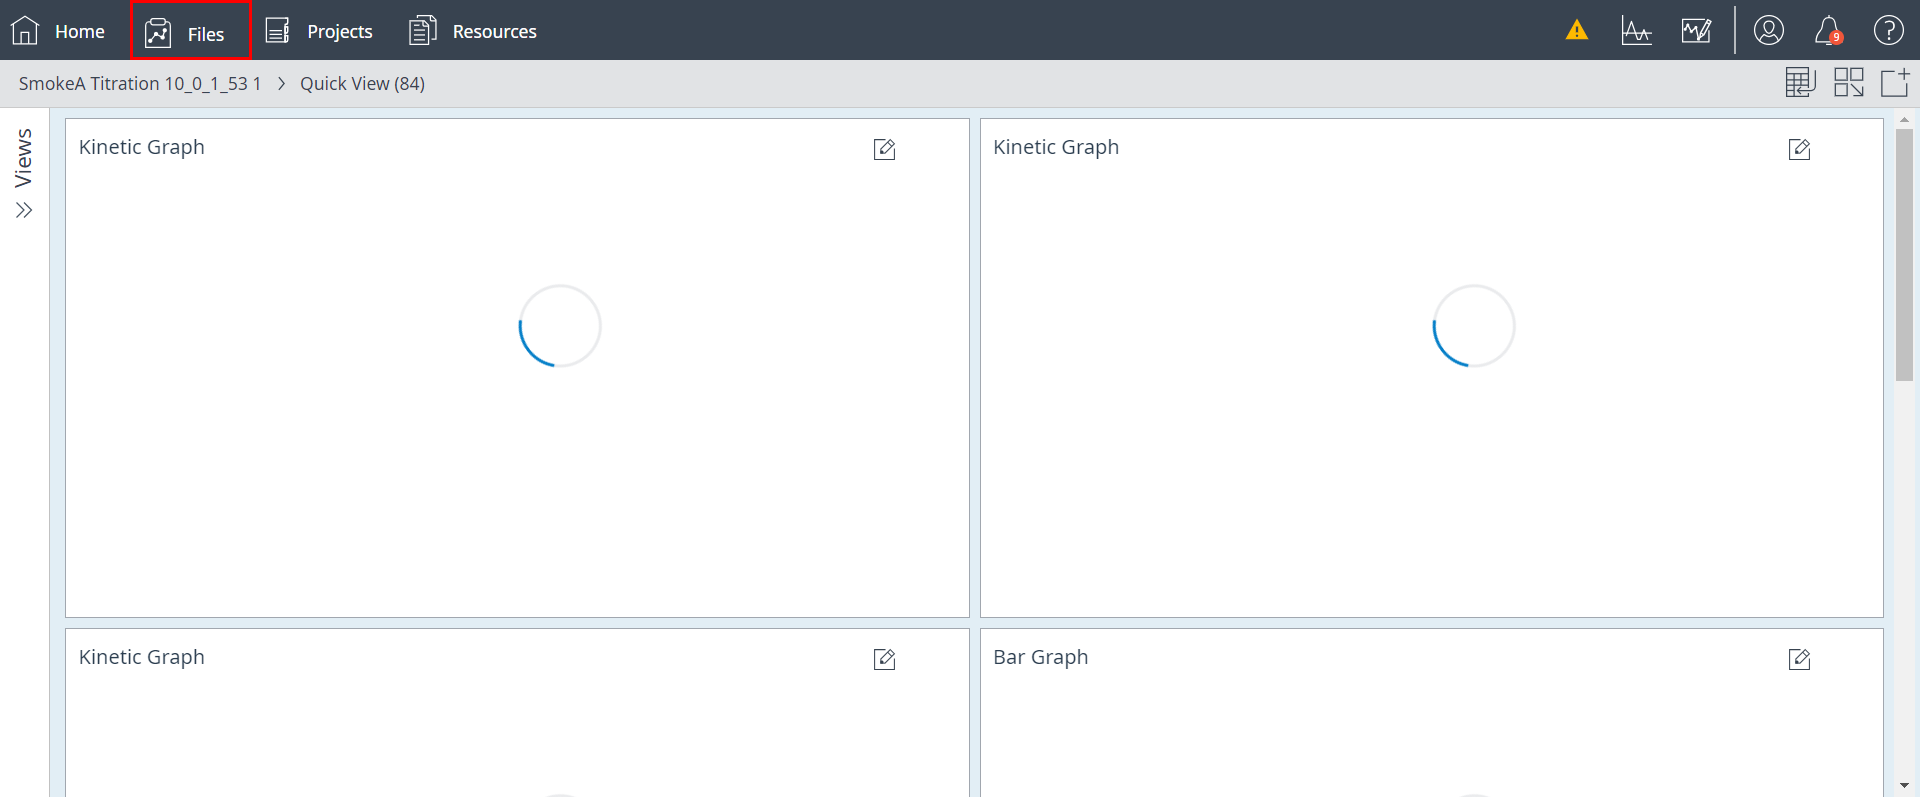 Home Files Projects Resources 9
SmokeA Titration 10_0_1_53 1 Quick View (84)
Views
Kinetic Graph
Kinetic Graph
Kinetic Graph
Bar Graph